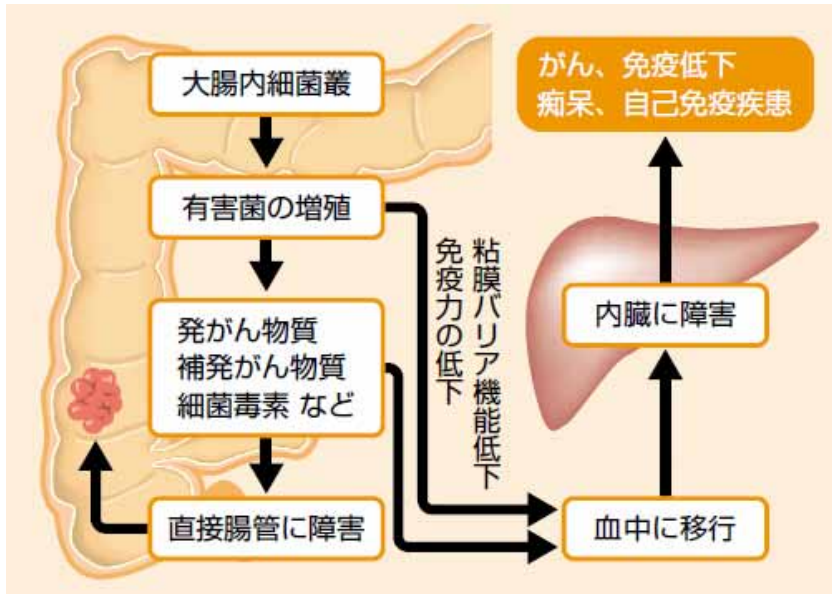 大腸内細菌叢
有害菌の増殖
発がん物質
補発がん物質
細菌毒素 など
直接腸管に障害
粘膜バリア機能低下
免疫力の低下
血中に移行
内臓に障害
がん、免疫低下
痴呆、自己免疫疾患